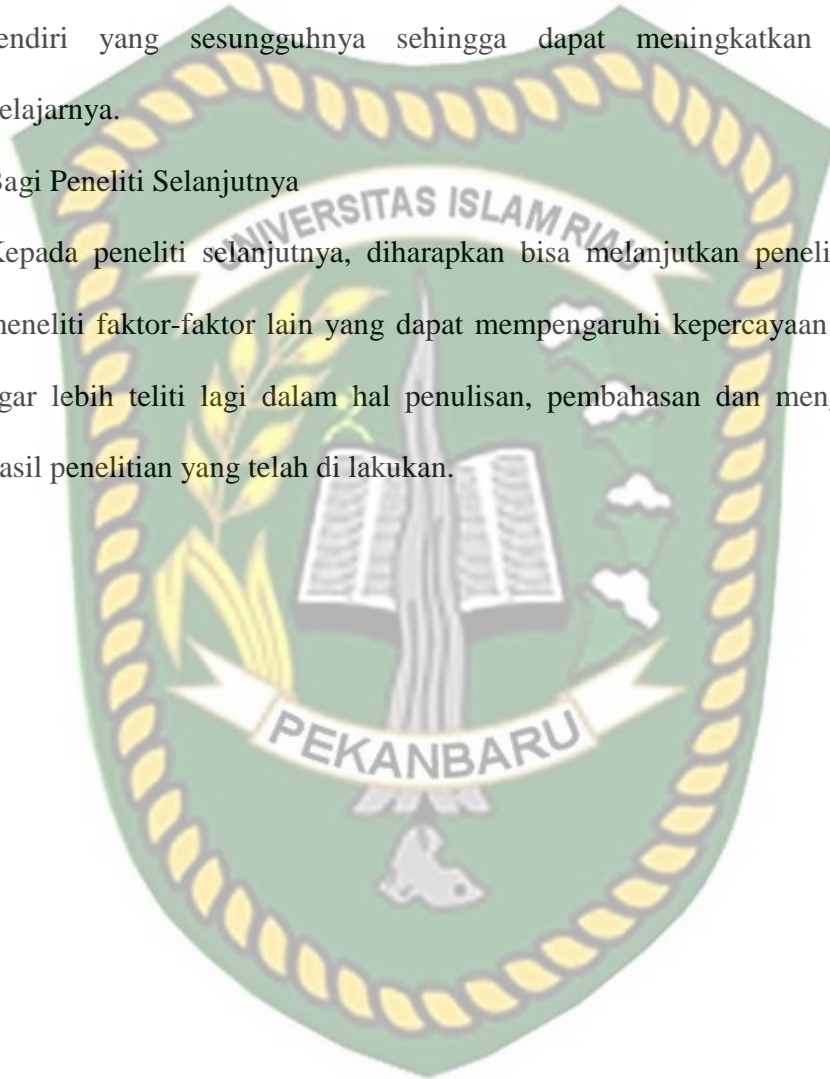 endiri yang sesungguhnya sehingga dapat meningkatkan
elajarnya.
Bagi Peneliti Selanjutnya
UNIVERSITAS ISLAM RIAU
Kepada peneliti selanjutnya, diharapkan bisa melanjutkan peneli
meneliti faktor-faktor lain yang dapat mempengaruhi kepercayaan
gar lebih teliti lagi dalam hal penulisan, pembahasan dan meng
asil penelitian yang telah di lakukan.
PEKANBARU